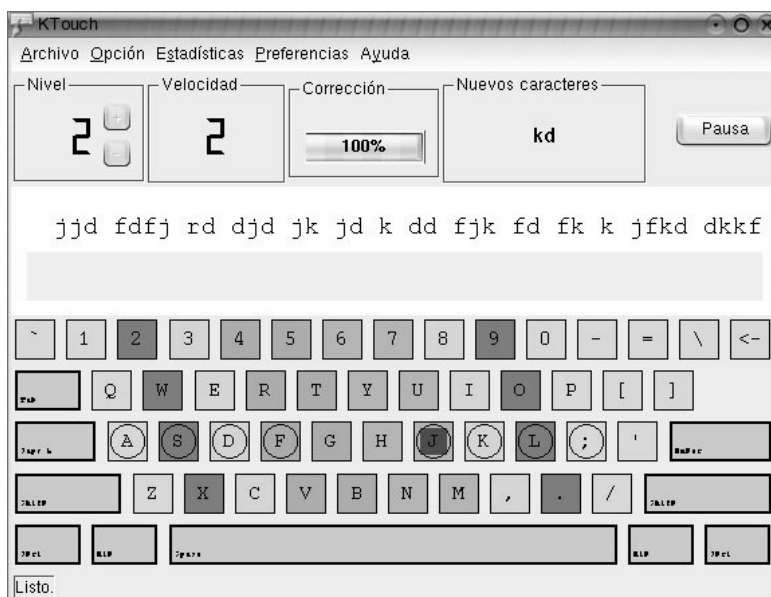 KTouch
Archivo Opción Estadísticas Preferencias Ayuda
Nivel Velocidad Corrección Nuevos caracteres
2 + - 2 100% kd Pausa
jjd fdfj rd djd jk jd k dd fjk fd fk k jfkd dkkf
` 1 2 3 4 5 6 7 8 9 0 - = \ <-
Q W E R T Y U I O P [ ]
A S D F G H J K L ; '
Z X C V B N M , . /
Listo.